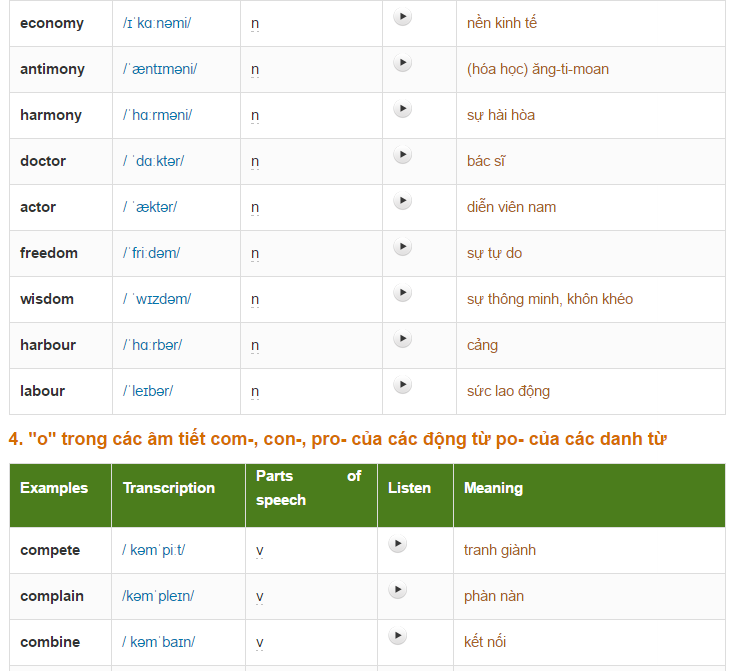 economy /ɪˈkɑːnəmi/ n nền kinh tế
antimony /ˈæntɪməni/ n (hóa học) ăng-ti-moan
harmony /ˈhɑːrməni/ n sự hài hòa
doctor / ˈdɑːktər/ n bác sĩ
actor / ˈæktər/ n diễn viên nam
freedom /ˈfriːdəm/ n sự tự do
wisdom / ˈwɪzdəm/ n sự thông minh, khôn khéo
harbour /ˈhɑːrbər/ n cảng
labour /ˈleɪbər/ n sức lao động
4. "o" trong các âm tiết com-, con-, pro- của các động từ po- của các danh từ
Examples Transcription Parts of speech Listen Meaning
compete / kəmˈpiːt/ v tranh giành
complain /kəmˈpleɪn/ v phàn nàn
combine / kəmˈbaɪn/ v kết nối